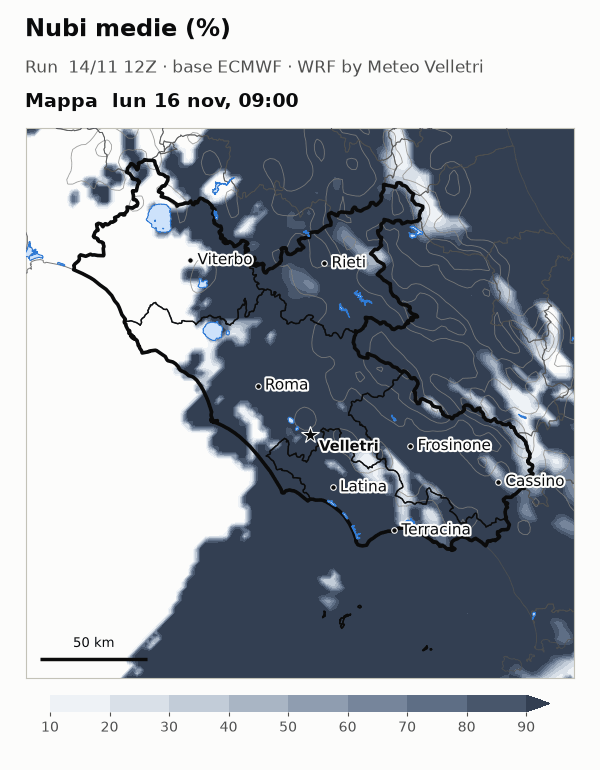 Nubi medie (%)
Run  14/11 12Z · base ECMWF · WRF by Meteo Velletri
Mappa  lun 16 nov, 09:00
Viterbo
Rieti
Roma
Velletri
Frosinone
Cassino
Latina
Terracina
50 km
10 20 30 40 50 60 70 80 90